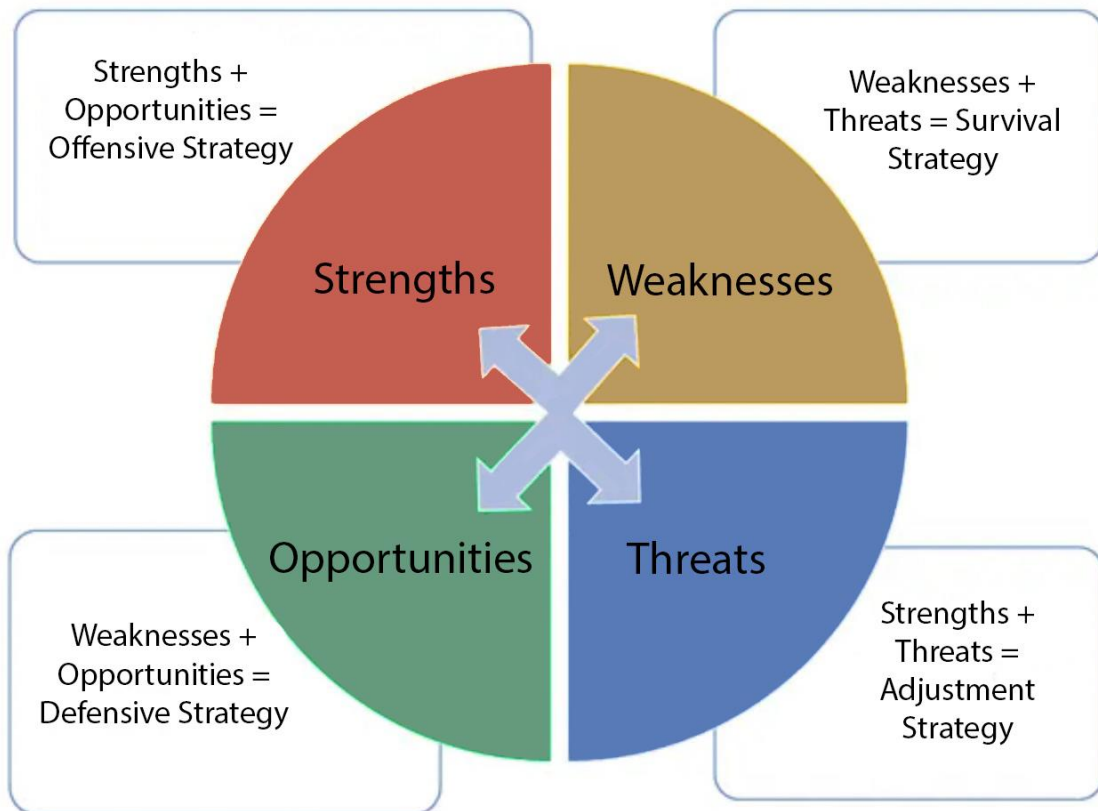 Strengths +
Opportunities =
Offensive Strategy
Weaknesses +
Threats = Survival
Strategy
Strengths
Weaknesses
Opportunities
Threats
Weaknesses +
Opportunities =
Defensive Strategy
Strengths +
Threats =
Adjustment
Strategy